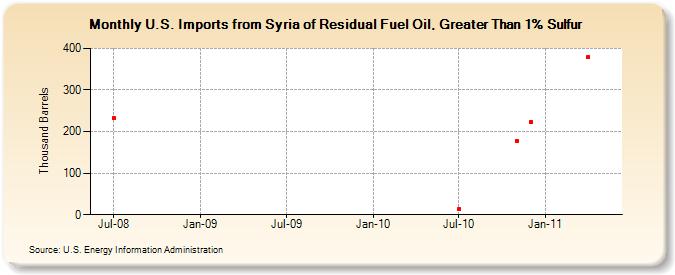 Monthly U.S. Imports from Syria of Residual Fuel Oil, Greater Than 1% Sulfur
Thousand Barrels
400
300
200
100
0
Jul-08 Jan-09 Jul-09 Jan-10 Jul-10 Jan-11
Source: U.S. Energy Information Administration